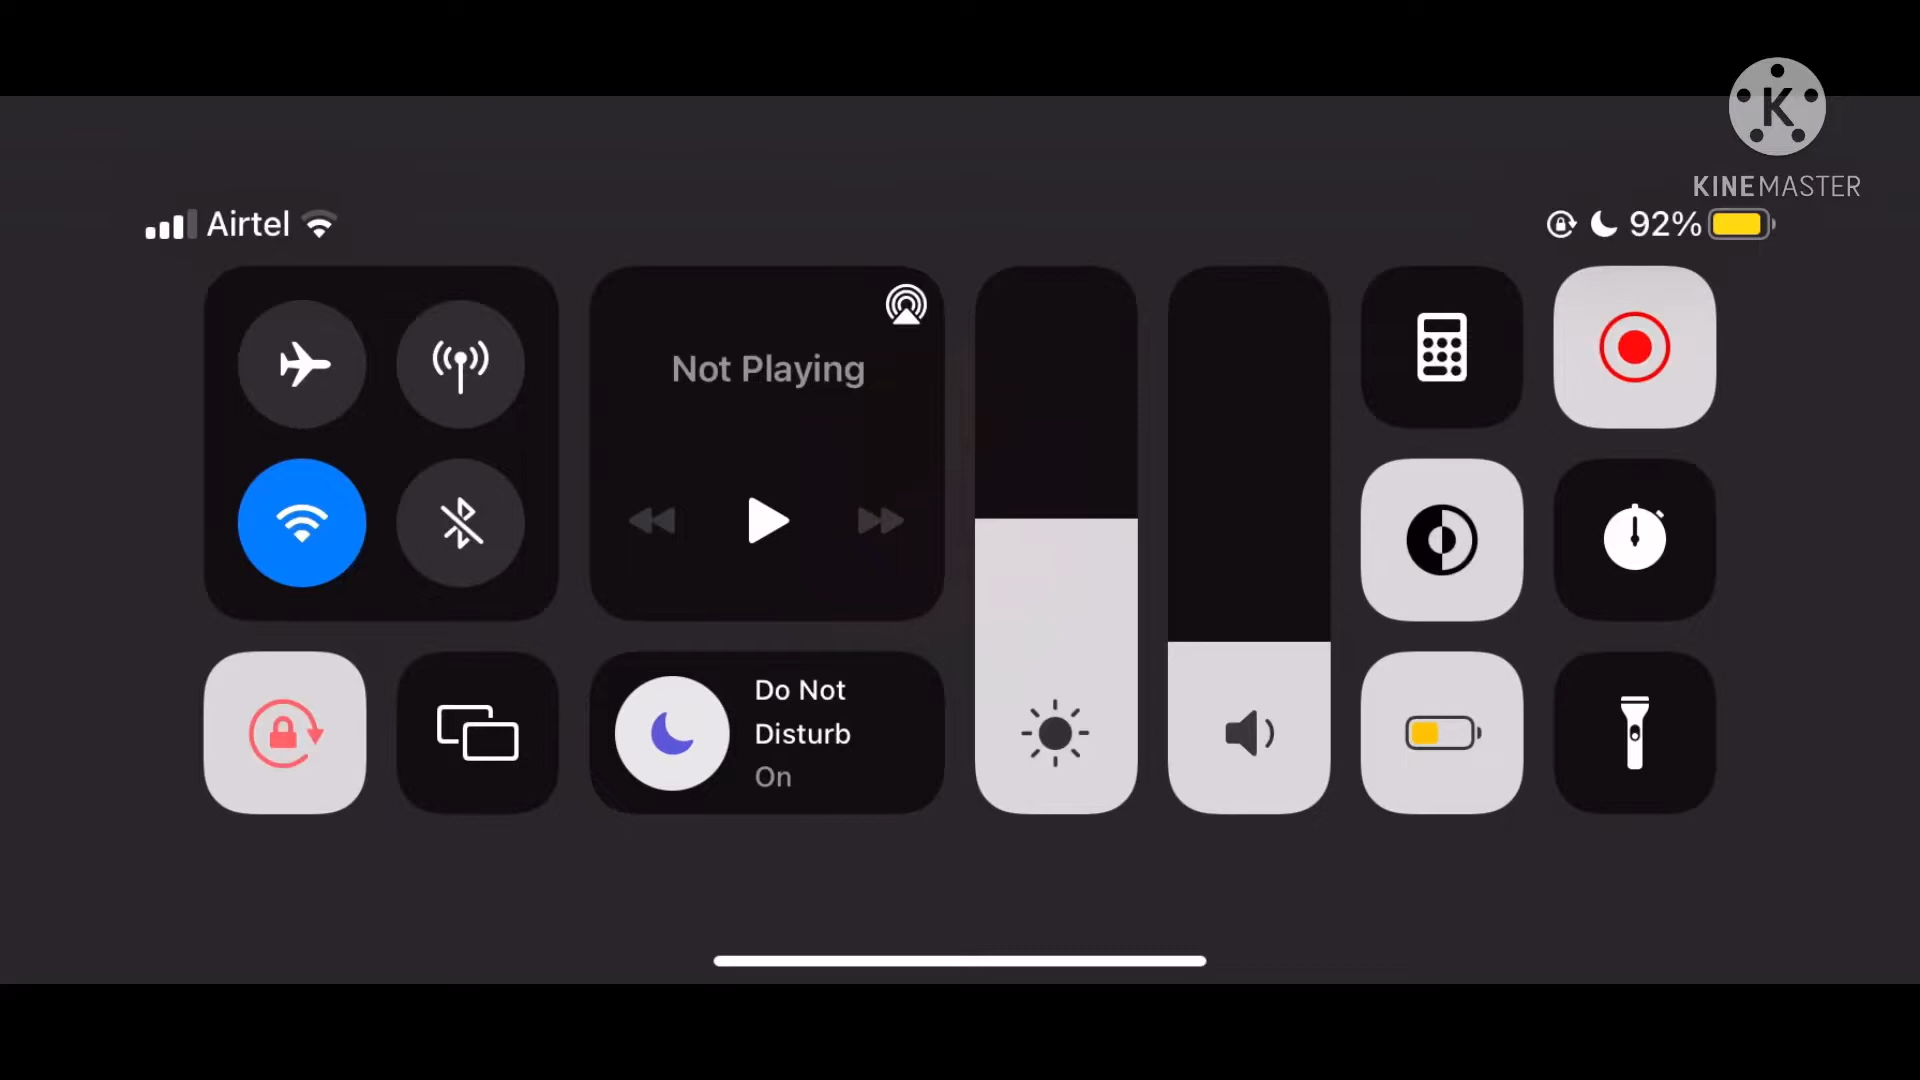 K
KINEMASTER
Airtel
92%
Not Playing
Do Not
Disturb
On